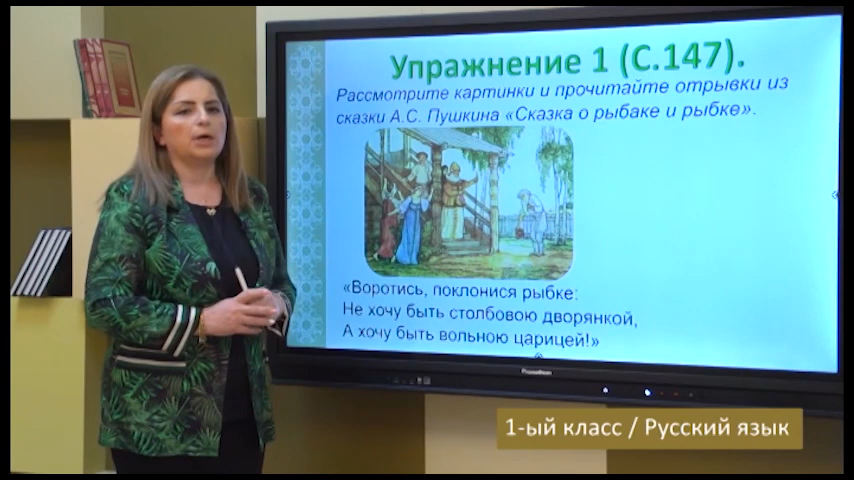 Упражнение 1 (С.147).
Рассмотрите картинки и прочитайте отрывки из
сказки А.С. Пушкина «Сказка о рыбаке и рыбке».
«Воротись, поклонися рыбке:
Не хочу быть столбовою дворянкой,
А хочу быть вольною царицей!»
Promethean
1-ый класс / Русский язык